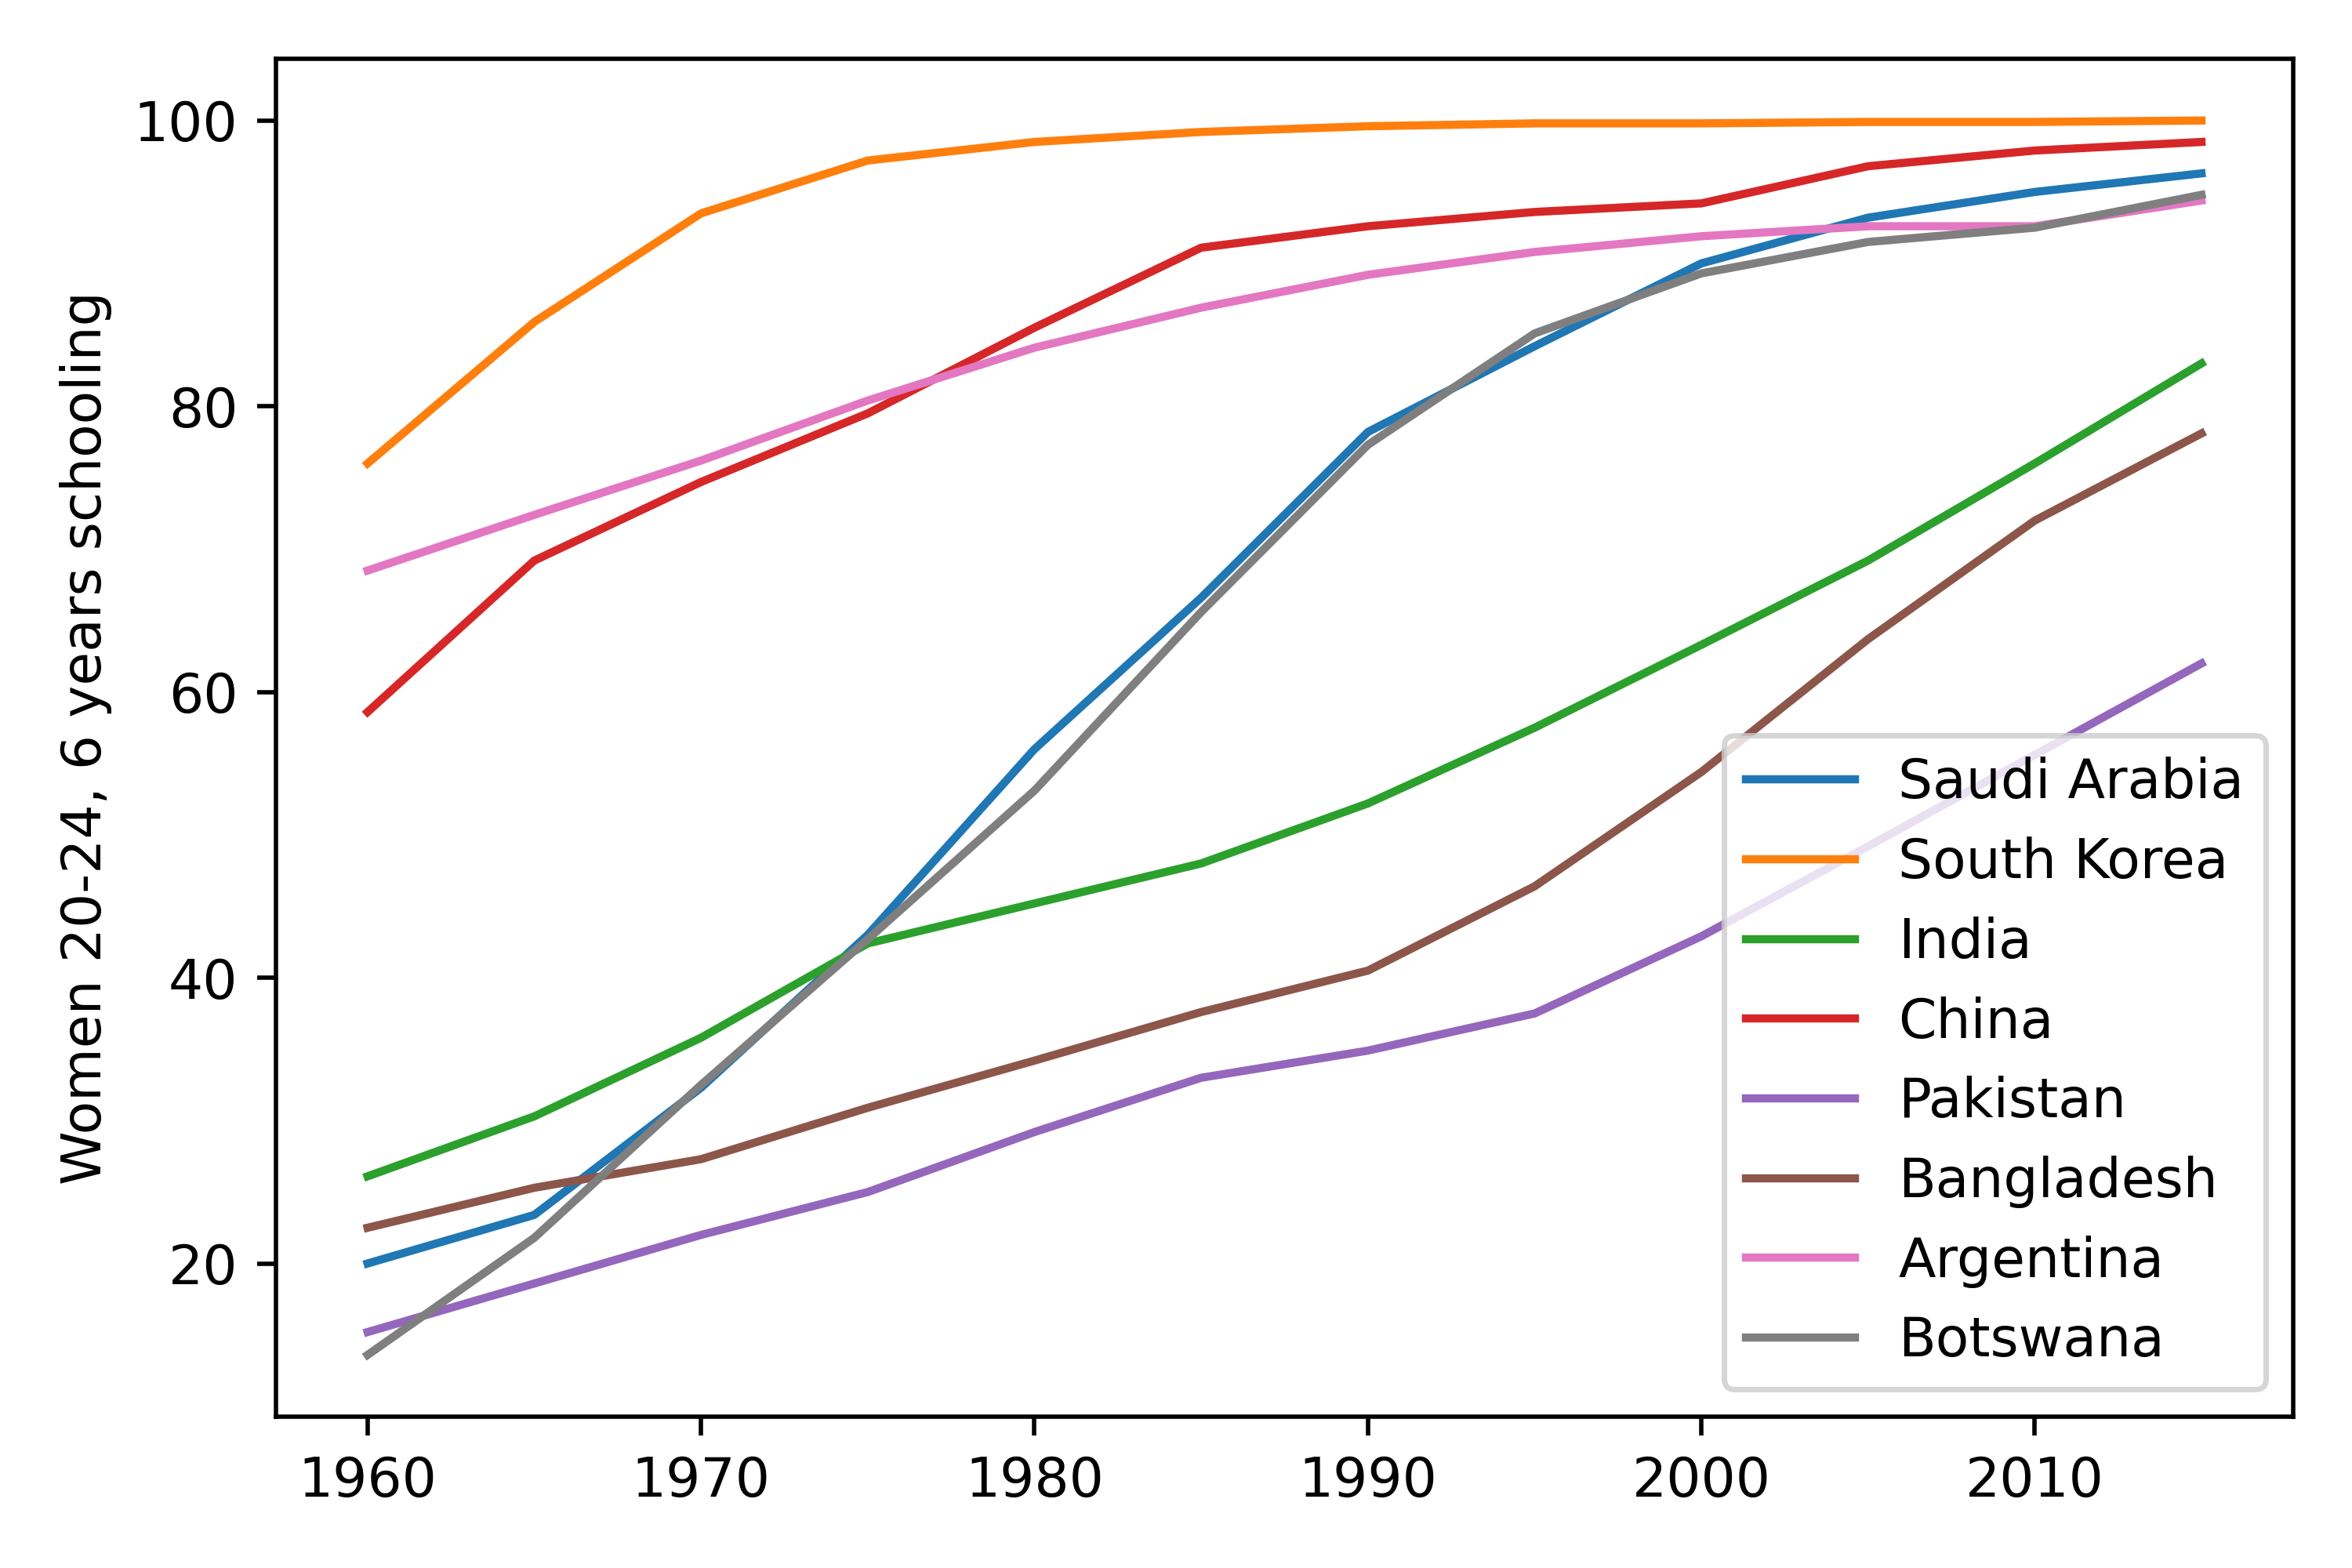 Women 20-24, 6 years schooling
100
80
60
40
20
1960 1970 1980 1990 2000 2010
Saudi Arabia
South Korea
India
China
Pakistan
Bangladesh
Argentina
Botswana